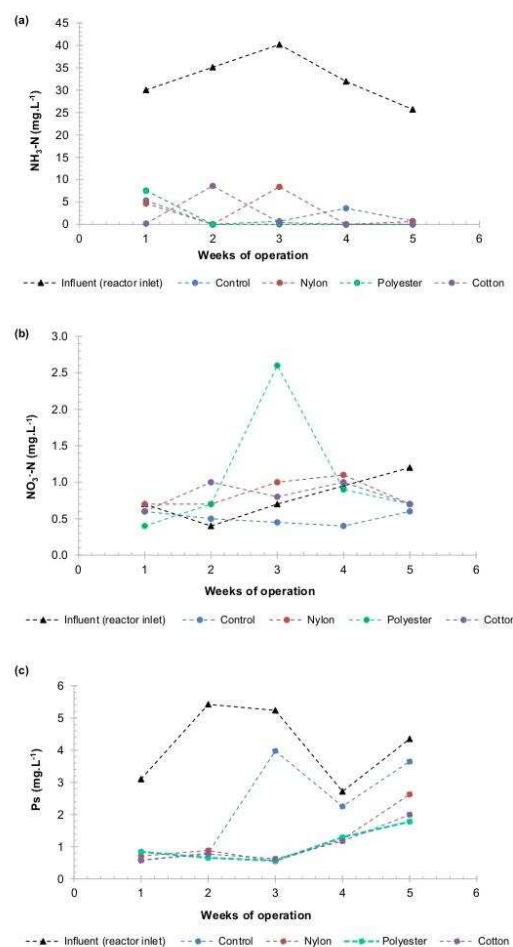 (a)
45
40
35
30
25
20
15
10
5
0
NH₃-N (mg.L⁻¹)
0 1 2 3 4 5 6
Weeks of operation
Influent (reactor inlet) Control Nylon Polyester Cotton
(b)
3.0
2.5
2.0
1.5
1.0
0.5
0.0
NO₃⁻-N (mg.L⁻¹)
0 1 2 3 4 5 6
Weeks of operation
Influent (reactor inlet) Control Nylon Polyester Cotton
(c)
6
5
4
3
2
1
0
Ps (mg.L⁻¹)
0 1 2 3 4 5 6
Weeks of operation
Influent (reactor inlet) Control Nylon Polyester Cotton